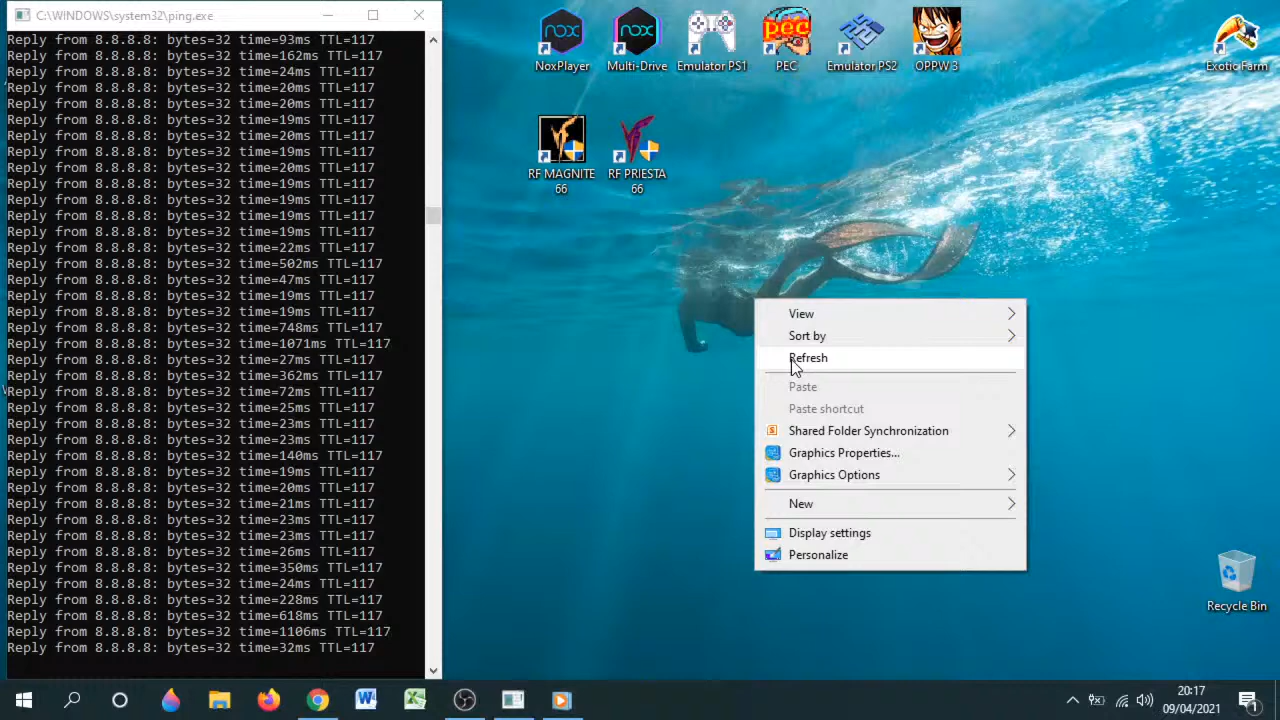 C:\WINDOWS\system32\ping.exe
Reply from 8.8.8.8: bytes=32 time=93ms TTL=117
Reply from 8.8.8.8: bytes=32 time=162ms TTL=117
Reply from 8.8.8.8: bytes=32 time=24ms TTL=117
Reply from 8.8.8.8: bytes=32 time=20ms TTL=117
Reply from 8.8.8.8: bytes=32 time=20ms TTL=117
Reply from 8.8.8.8: bytes=32 time=19ms TTL=117
Reply from 8.8.8.8: bytes=32 time=20ms TTL=117
Reply from 8.8.8.8: bytes=32 time=19ms TTL=117
Reply from 8.8.8.8: bytes=32 time=20ms TTL=117
Reply from 8.8.8.8: bytes=32 time=19ms TTL=117
Reply from 8.8.8.8: bytes=32 time=19ms TTL=117
Reply from 8.8.8.8: bytes=32 time=19ms TTL=117
Reply from 8.8.8.8: bytes=32 time=19ms TTL=117
Reply from 8.8.8.8: bytes=32 time=22ms TTL=117
Reply from 8.8.8.8: bytes=32 time=502ms TTL=117
Reply from 8.8.8.8: bytes=32 time=47ms TTL=117
Reply from 8.8.8.8: bytes=32 time=19ms TTL=117
Reply from 8.8.8.8: bytes=32 time=19ms TTL=117
Reply from 8.8.8.8: bytes=32 time=748ms TTL=117
Reply from 8.8.8.8: bytes=32 time=1071ms TTL=117
Reply from 8.8.8.8: bytes=32 time=27ms TTL=117
Reply from 8.8.8.8: bytes=32 time=362ms TTL=117
Reply from 8.8.8.8: bytes=32 time=72ms TTL=117
Reply from 8.8.8.8: bytes=32 time=25ms TTL=117
Reply from 8.8.8.8: bytes=32 time=23ms TTL=117
Reply from 8.8.8.8: bytes=32 time=23ms TTL=117
Reply from 8.8.8.8: bytes=32 time=140ms TTL=117
Reply from 8.8.8.8: bytes=32 time=19ms TTL=117
Reply from 8.8.8.8: bytes=32 time=20ms TTL=117
Reply from 8.8.8.8: bytes=32 time=21ms TTL=117
Reply from 8.8.8.8: bytes=32 time=23ms TTL=117
Reply from 8.8.8.8: bytes=32 time=23ms TTL=117
Reply from 8.8.8.8: bytes=32 time=26ms TTL=117
Reply from 8.8.8.8: bytes=32 time=350ms TTL=117
Reply from 8.8.8.8: bytes=32 time=24ms TTL=117
Reply from 8.8.8.8: bytes=32 time=228ms TTL=117
Reply from 8.8.8.8: bytes=32 time=618ms TTL=117
Reply from 8.8.8.8: bytes=32 time=1106ms TTL=117
Reply from 8.8.8.8: bytes=32 time=32ms TTL=117
nox
nox
PEC
NoxPlayer
Multi-Drive
Emulator PS1
PEC
Emulator PS2
OPPW 3
Exotic Farm
RF MAGNITE
66
RF PRIESTA
66
View
Sort by
Refresh
Paste
Paste shortcut
Shared Folder Synchronization
Graphics Properties...
Graphics Options
New
Display settings
Personalize
Recycle Bin
20:17
09/04/2021
1